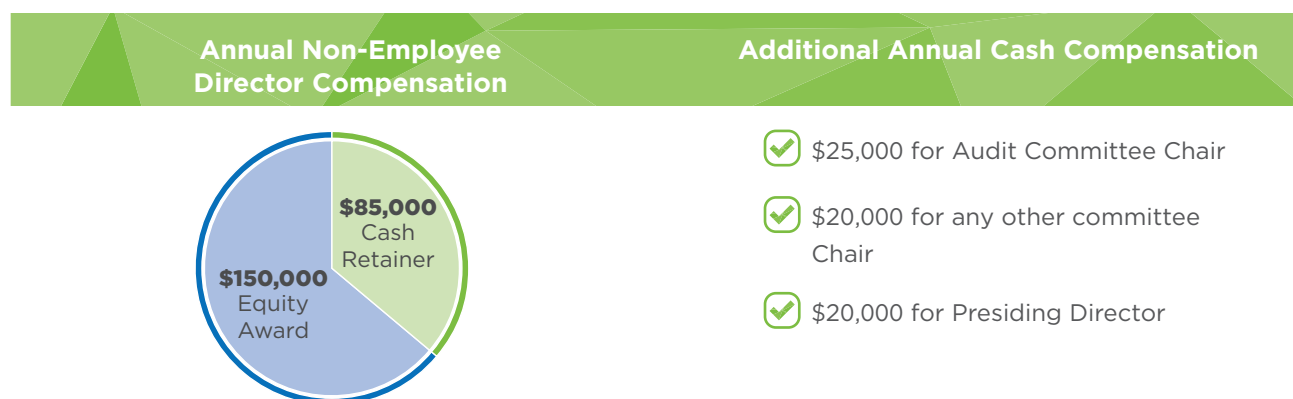 Annual Non-Employee
Director Compensation
$85,000
Cash
Retainer
$150,000
Equity
Award
Additional Annual Cash Compensation
$25,000 for Audit Committee Chair
$20,000 for any other committee
Chair
$20,000 for Presiding Director